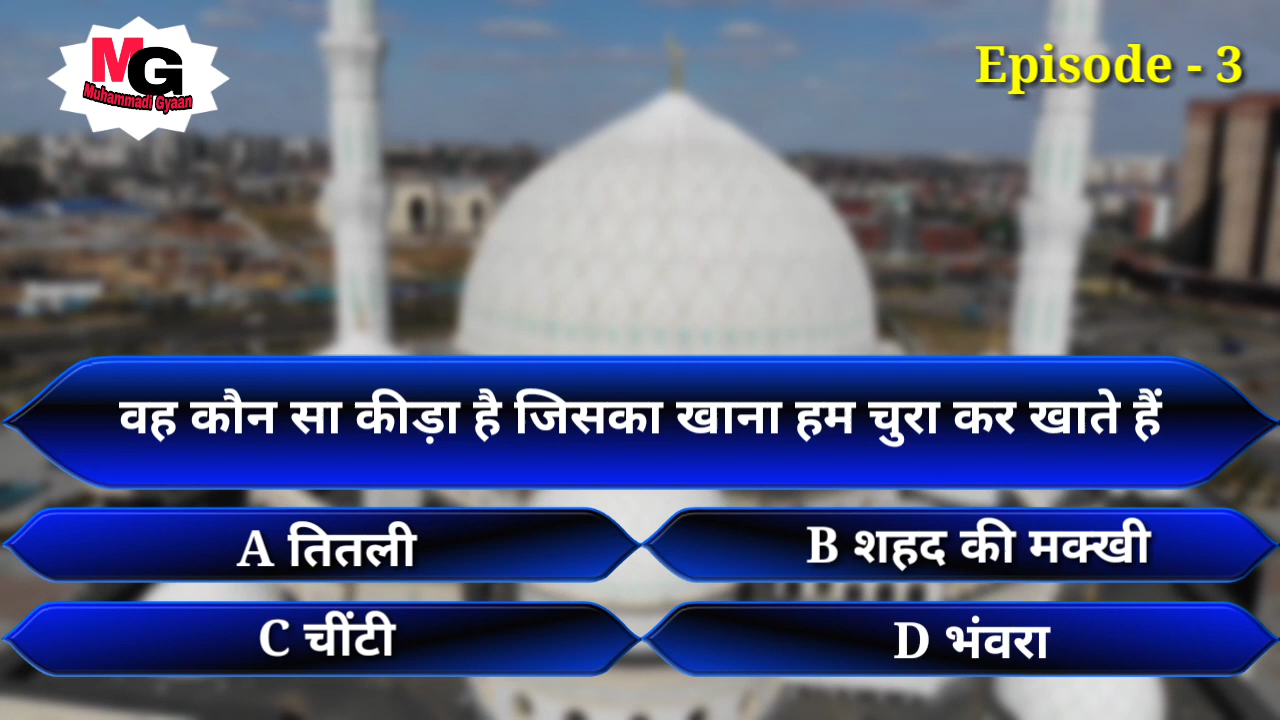 MG
Muhammadi Gyaan
Episode - 3
वह कौन सा कीड़ा है जिसका खाना हम चुरा कर खाते हैं
A तितली
B शहद की मक्खी
C चींटी
D भंवरा